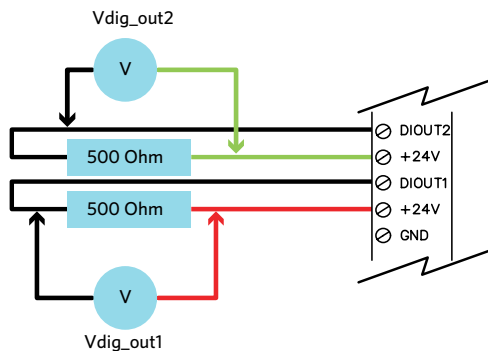 Vdig_out2
V
DIOUT2
500 Ohm
+24V
DIOUT1
500 Ohm
+24V
GND
V
Vdig_out1